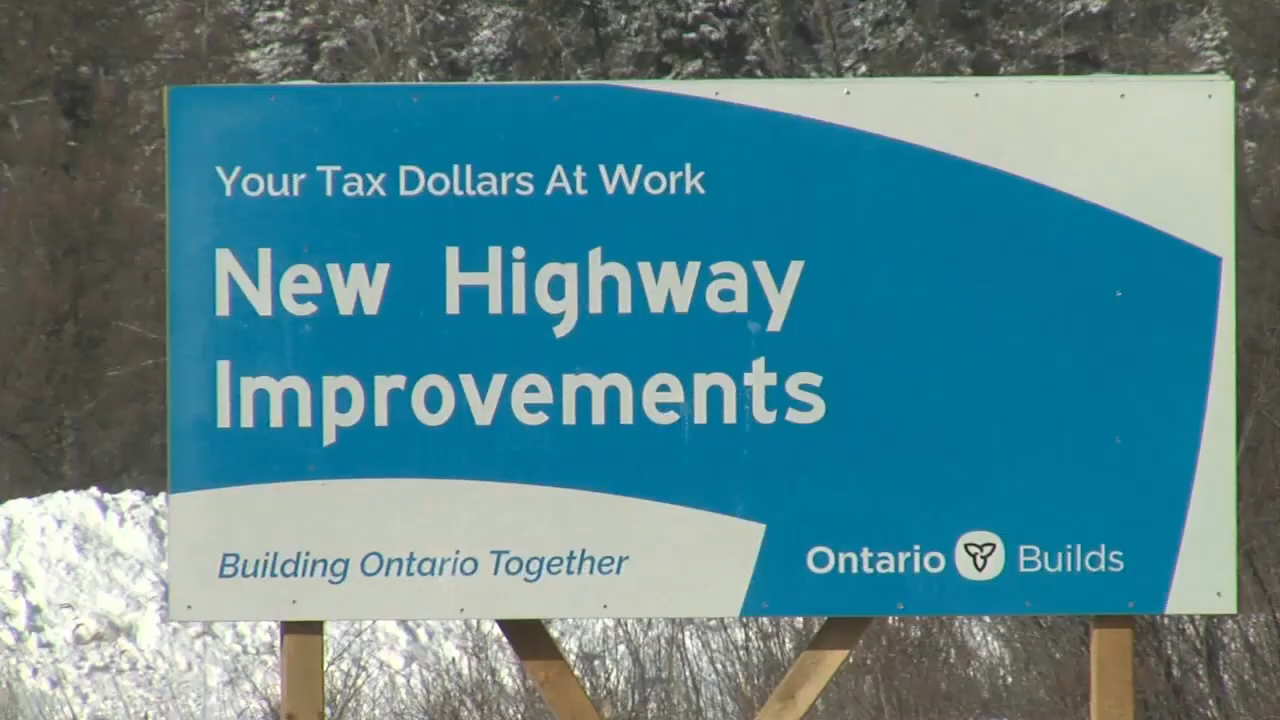 Your Tax Dollars At Work
New Highway
Improvements
Building Ontario Together
Ontario Builds